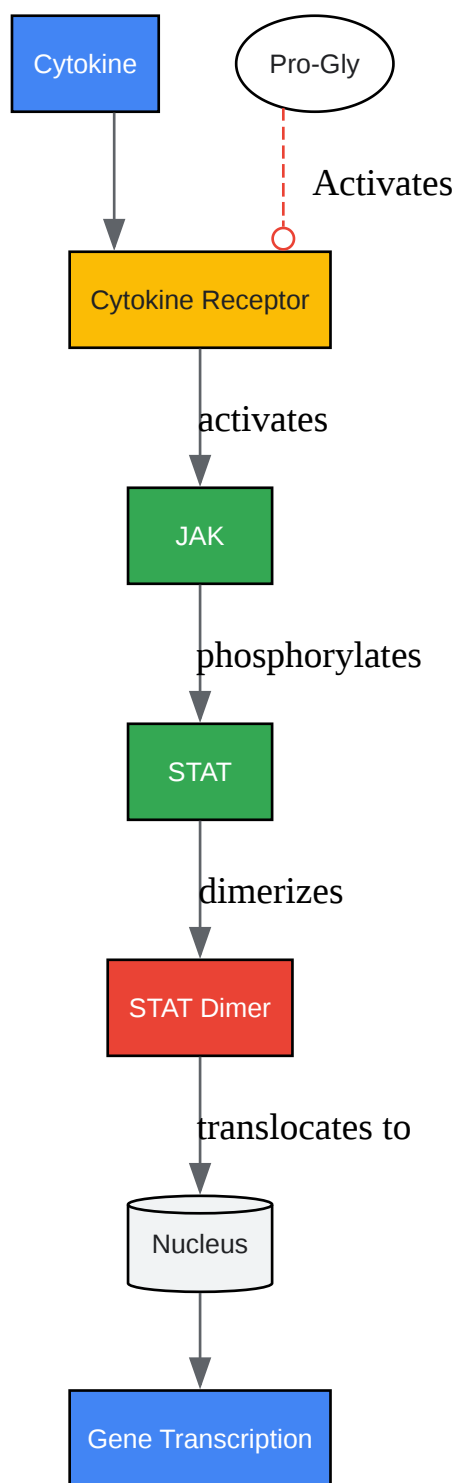 Cytokine
Pro-Gly
Activates
Cytokine Receptor
activates
JAK
phosphorylates
STAT
dimerizes
STAT Dimer
translocates to
Nucleus
Gene Transcription